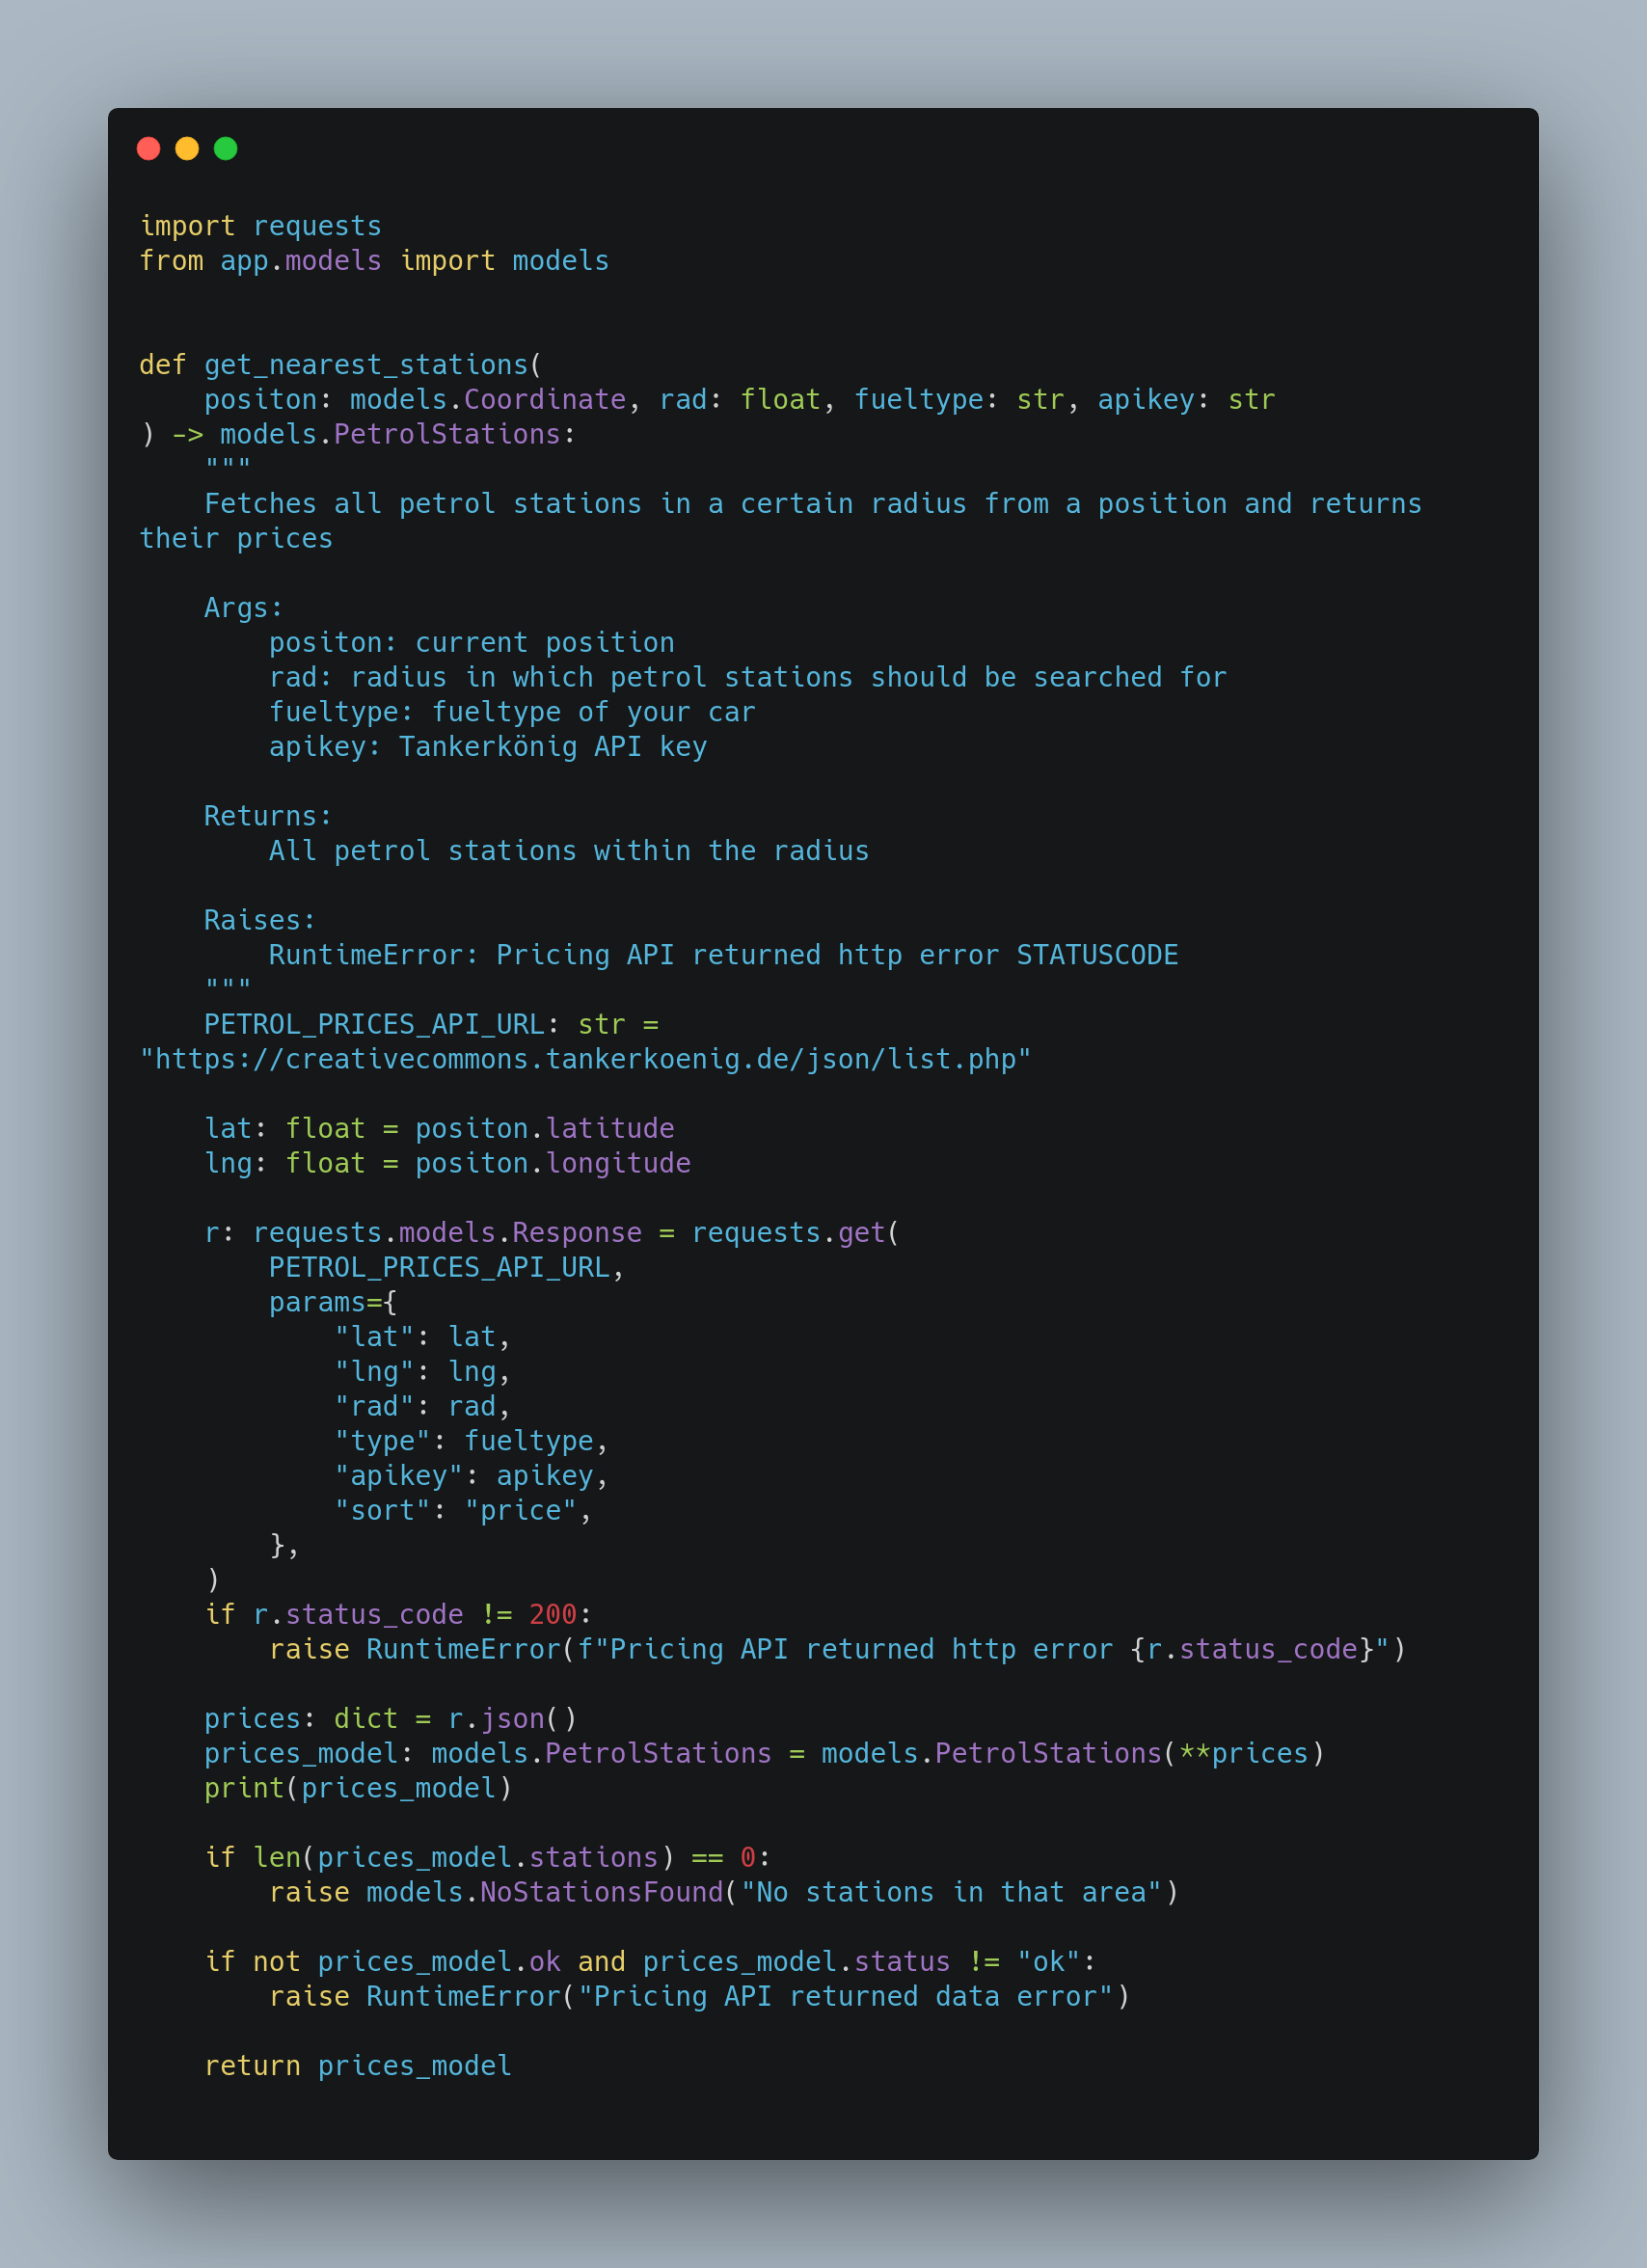 import requests
from app.models import models
def get_nearest_stations(
    positon: models.Coordinate, rad: float, fueltype: str, apikey: str
) -> models.PetrolStations:
    """
    Fetches all petrol stations in a certain radius from a position and returns
their prices
    Args:
        positon: current position
        rad: radius in which petrol stations should be searched for
        fueltype: fueltype of your car
        apikey: Tankerkönig API key
    Returns:
        All petrol stations within the radius
    Raises:
        RuntimeError: Pricing API returned http error STATUSCODE
    """
    PETROL_PRICES_API_URL: str =
"https://creativecommons.tankerkoenig.de/json/list.php"
    lat: float = positon.latitude
    lng: float = positon.longitude
    r: requests.models.Response = requests.get(
        PETROL_PRICES_API_URL,
        params={
            "lat": lat,
            "lng": lng,
            "rad": rad,
            "type": fueltype,
            "apikey": apikey,
            "sort": "price",
        },
    )
    if r.status_code != 200:
        raise RuntimeError(f"Pricing API returned http error {r.status_code}")
    prices: dict = r.json()
    prices_model: models.PetrolStations = models.PetrolStations(**prices)
    print(prices_model)
    if len(prices_model.stations) == 0:
        raise models.NoStationsFound("No stations in that area")
    if not prices_model.ok and prices_model.status != "ok":
        raise RuntimeError("Pricing API returned data error")
    return prices_model